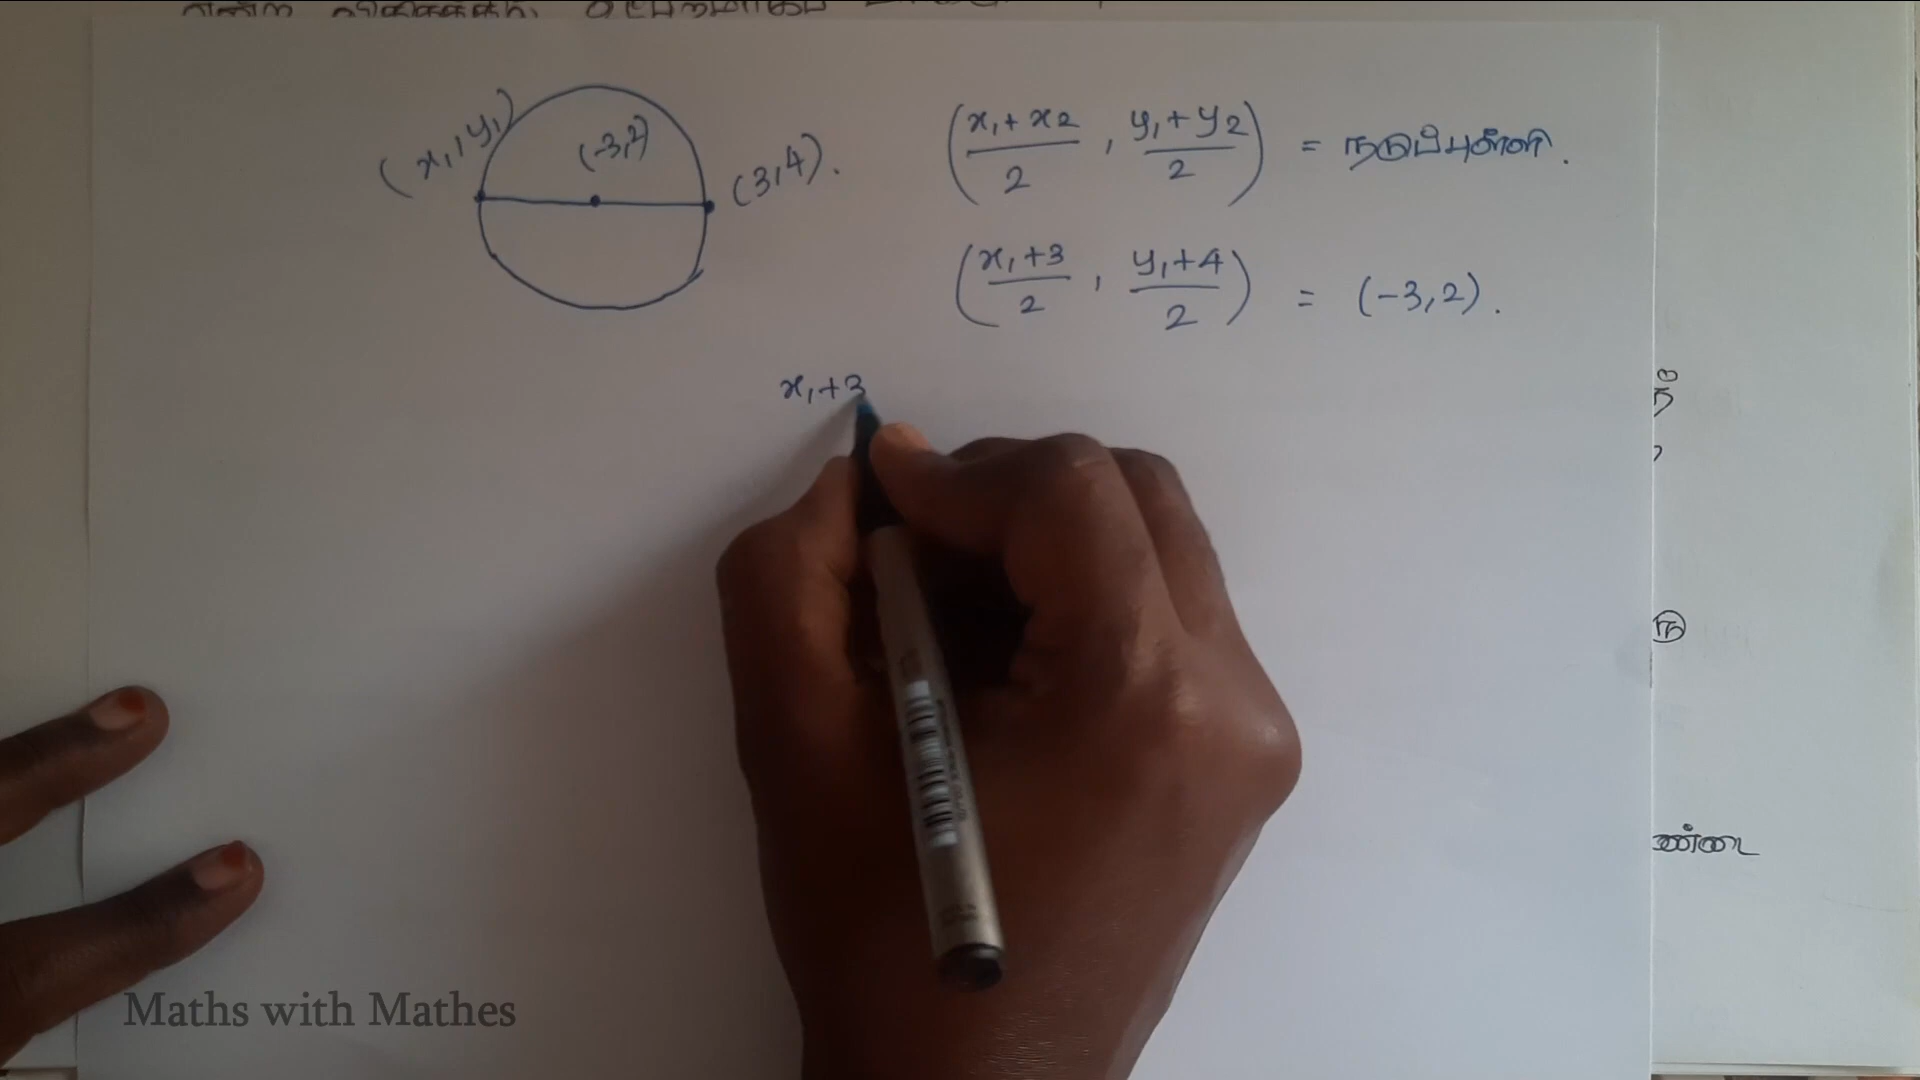 (x₁, y₁)
(-3,2)
(3,4).
(x₁ + x₂ / 2 , y₁ + y₂ / 2) = நடுப்புள்ளி.
(x₁ + 3 / 2 , y₁ + 4 / 2) = (-3,2).
x₁ + 3
Maths with Mathes